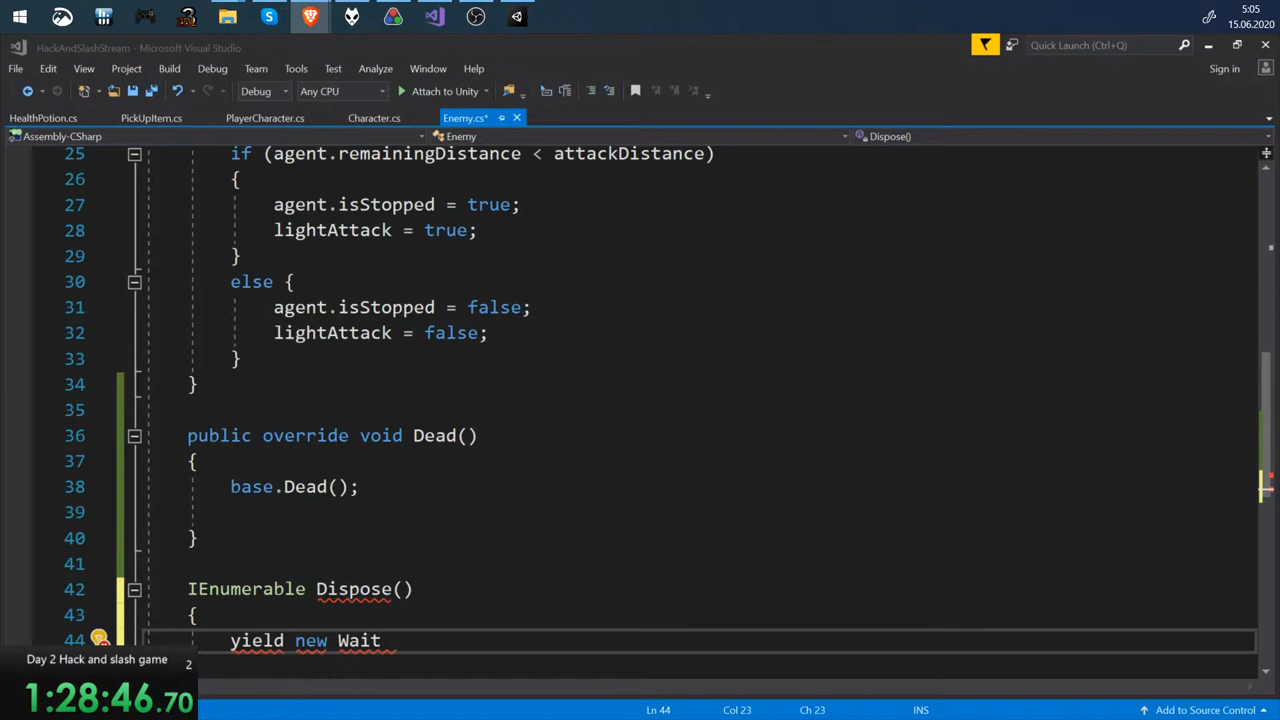 5:05
15.06.2020
HackAndSlashStream - Microsoft Visual Studio
Quick Launch (Ctrl+Q)
File Edit View Project Build Debug Team Tools Test Analyze Window Help
Sign in
Debug Any CPU Attach to Unity
HealthPotion.cs PickUpItem.cs PlayerCharacter.cs Character.cs Enemy.cs*
Assembly-CSharp Enemy Dispose()
25 if (agent.remainingDistance < attackDistance)
26 {
27 agent.isStopped = true;
28 lightAttack = true;
29 }
30 else {
31 agent.isStopped = false;
32 lightAttack = false;
33 }
34 }
35
36 public override void Dead()
37 {
38 base.Dead();
39
40 }
41
42 IEnumerable Dispose()
43 {
44 yield new Wait
Day 2 Hack and slash game 2
1:28:46.70
Ln 44 Col 23 Ch 23 INS Add to Source Control